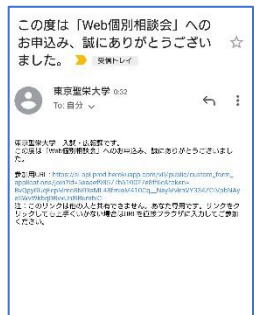 この度は「Web個別相談会」への
お申込み、誠にありがとうござい
ました。 受信トレイ
東京聖栄大学 0:32
To: 自分
東京聖栄大学 入試・広報課です。
この度は「Web個別相談会」へのお申込み、誠にありがとうございまし
た。
参加用URL：
注：このリンクは他の人と共有できません。あなた専用です。リンクをク
リックしても上手くいかない場合はURLを直接ブラウザに入力してご参加
ください。